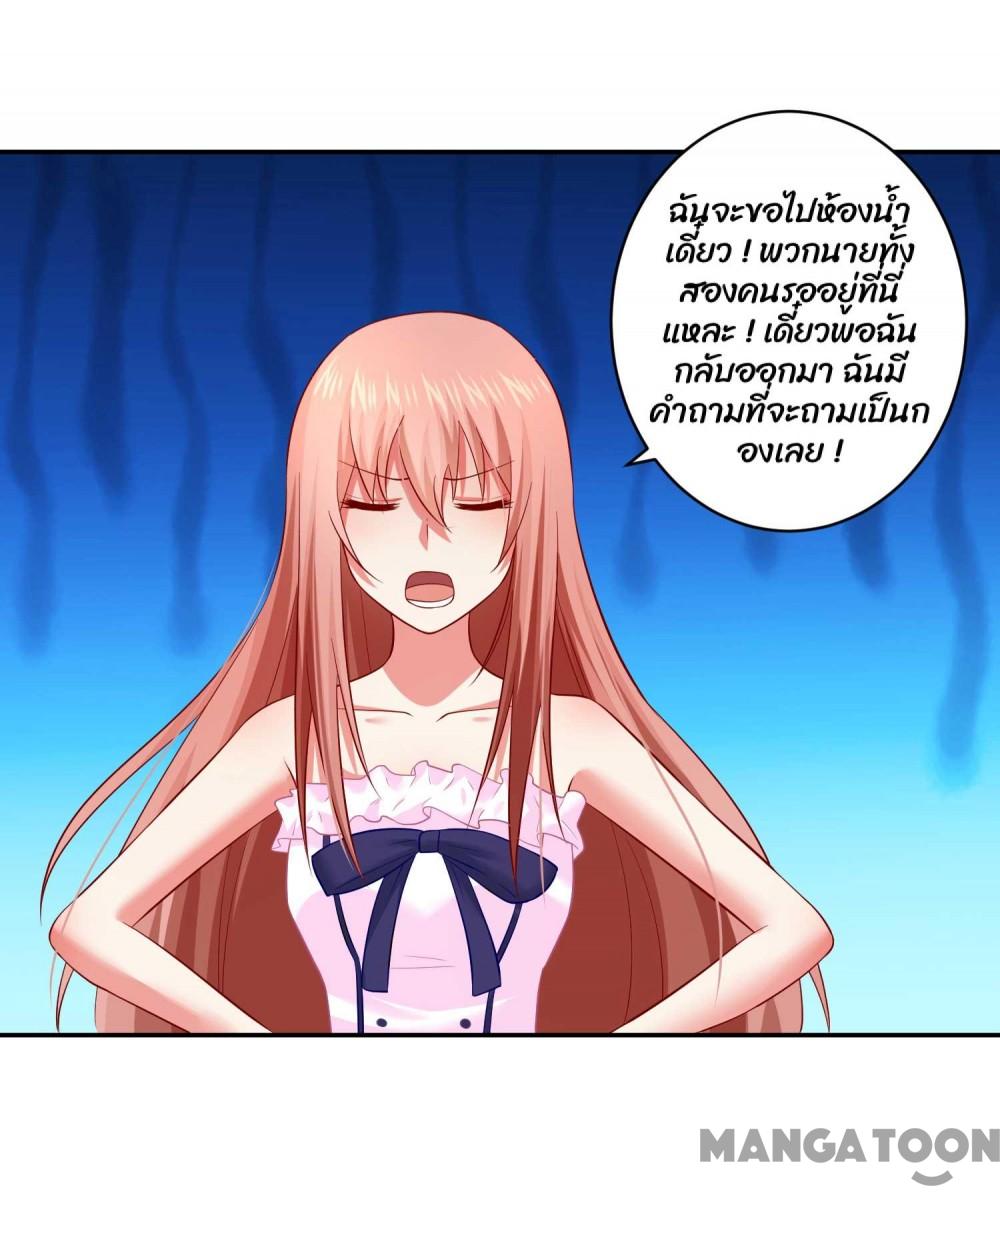 ฉันจะขอไปห้องน้ำ
เดี๋ยว ! พวกนายทั้ง
สองคนรออยู่ที่นี่
แหละ ! เดี๋ยวพอฉัน
กลับออกมา ฉันมี
คำถามที่จะถามเป็นก
องเลย !
MANGA TOON